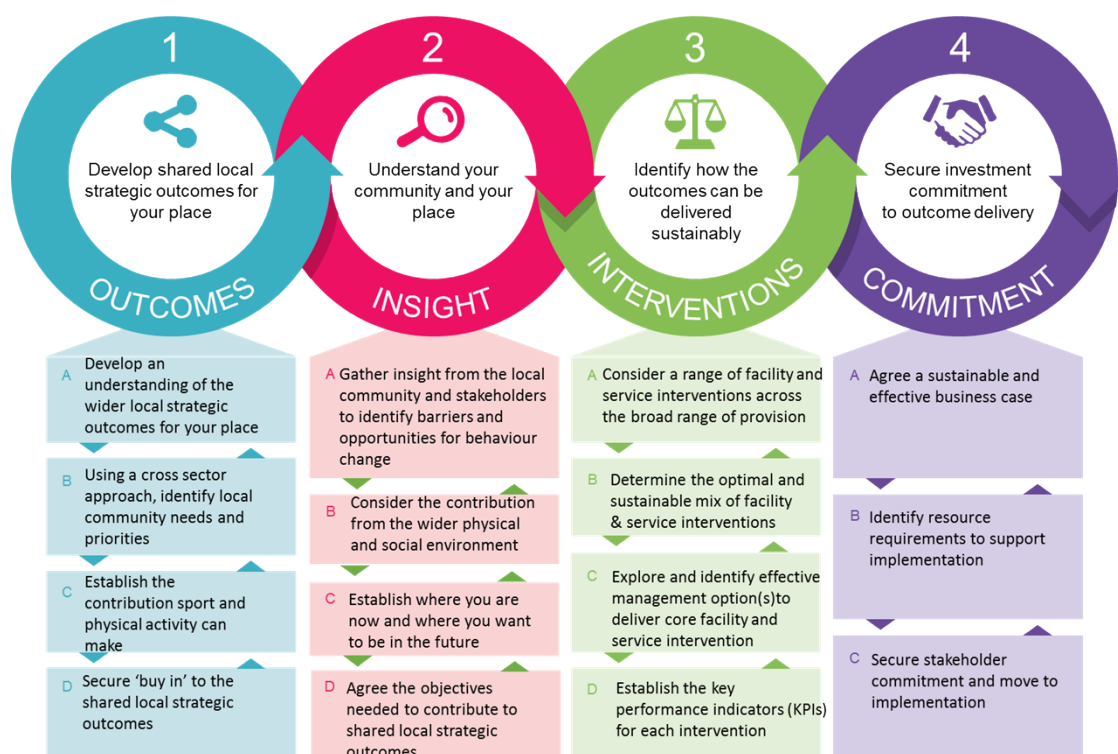 1
Develop shared local
strategic outcomes for
your place
OUTCOMES
2
Understand your
community and your
place
INSIGHT
3
Identify how the
outcomes can be
delivered
sustainably
INTERVENTIONS
4
Secure investment
commitment
to outcome delivery
COMMITMENT
A Develop an
understanding of the
wider local strategic
outcomes for your place
B Using a cross sector
approach, identify local
community needs and
priorities
C Establish the
contribution sport and
physical activity can
make
D Secure ‘buy in’ to the
shared local strategic
outcomes
A Gather insight from the local
community and stakeholders
to identify barriers and
opportunities for behaviour
change
B Consider the contribution
from the wider physical
and social environment
C Establish where you are
now and where you want
to be in the future
D Agree the objectives
needed to contribute to
shared local strategic
outcomes
A Consider a range of facility and
service interventions across
the broad range of provision
B Determine the optimal and
sustainable mix of facility
& service interventions
C Explore and identify effective
management option(s)to
deliver core facility and
service intervention
D Establish the key
performance indicators (KPIs)
for each intervention
A Agree a sustainable and
effective business case
B Identify resource
requirements to support
implementation
C Secure stakeholder
commitment and move to
implementation